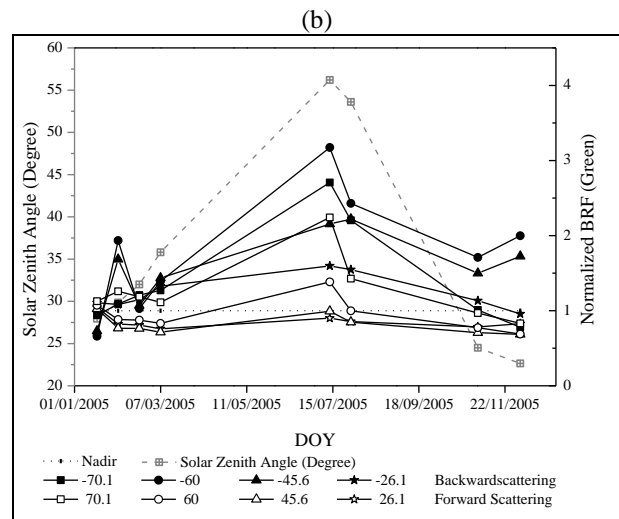 (b)
60
55
50
45
40
35
30
25
20
Solar Zenith Angle (Degree)
4
3
2
1
0
Normalized BRF (Green)
01/01/2005 07/03/2005 11/05/2005 15/07/2005 18/09/2005 22/11/2005
DOY
Nadir Solar Zenith Angle (Degree)
-70.1 -60 -45.6 -26.1 Backwardscattering
70.1 60 45.6 26.1 Forward Scattering